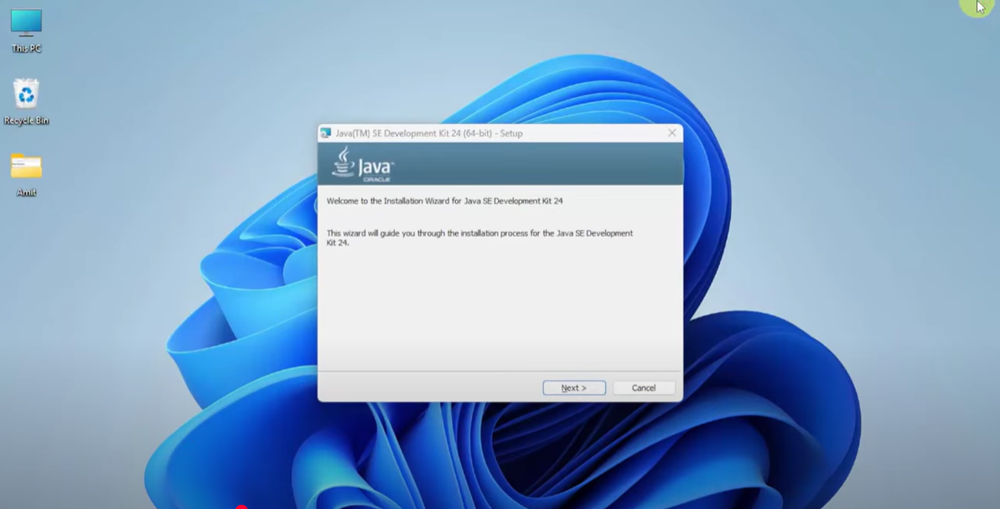 This PC
Recycle Bin
Amit
Java(TM) SE Development Kit 24 (64-bit) - Setup
Java™
ORACLE
Welcome to the Installation Wizard for Java SE Development Kit 24
This wizard will guide you through the installation process for the Java SE Development
Kit 24.
Next >
Cancel